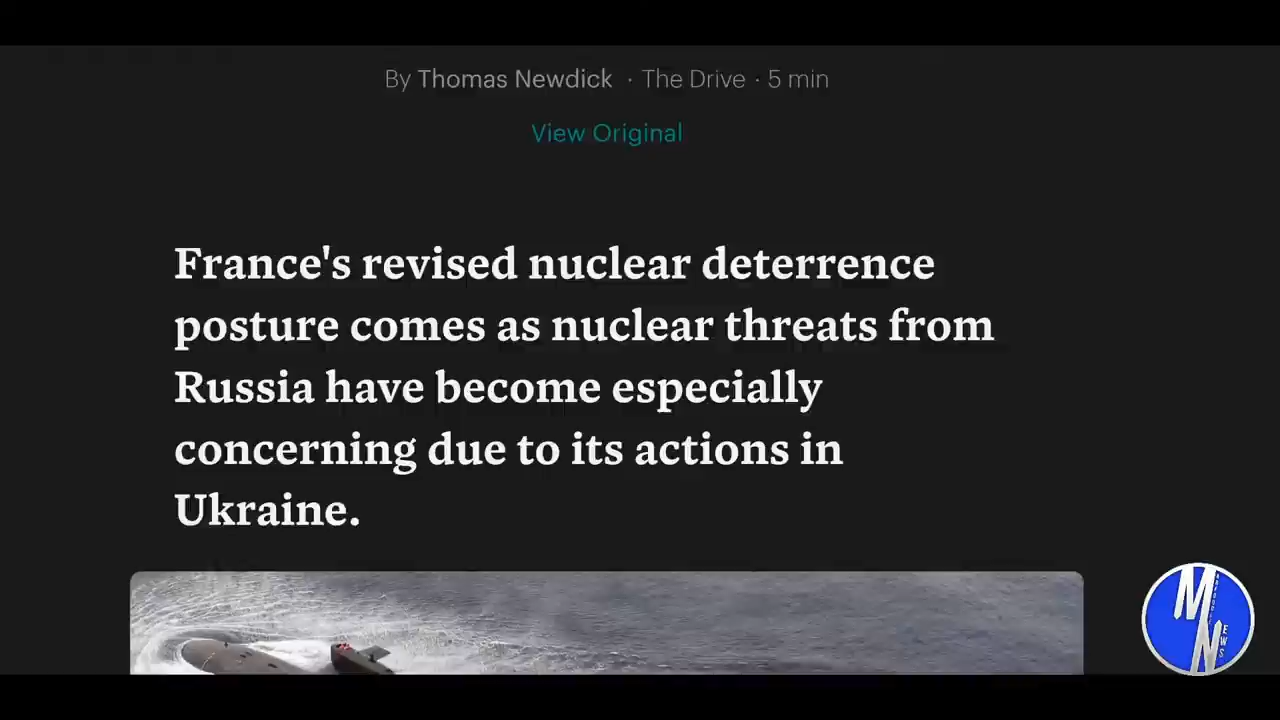 By Thomas Newdick · The Drive · 5 min
View Original
France's revised nuclear deterrence
posture comes as nuclear threats from
Russia have become especially
concerning due to its actions in
Ukraine.
M
N
EWS